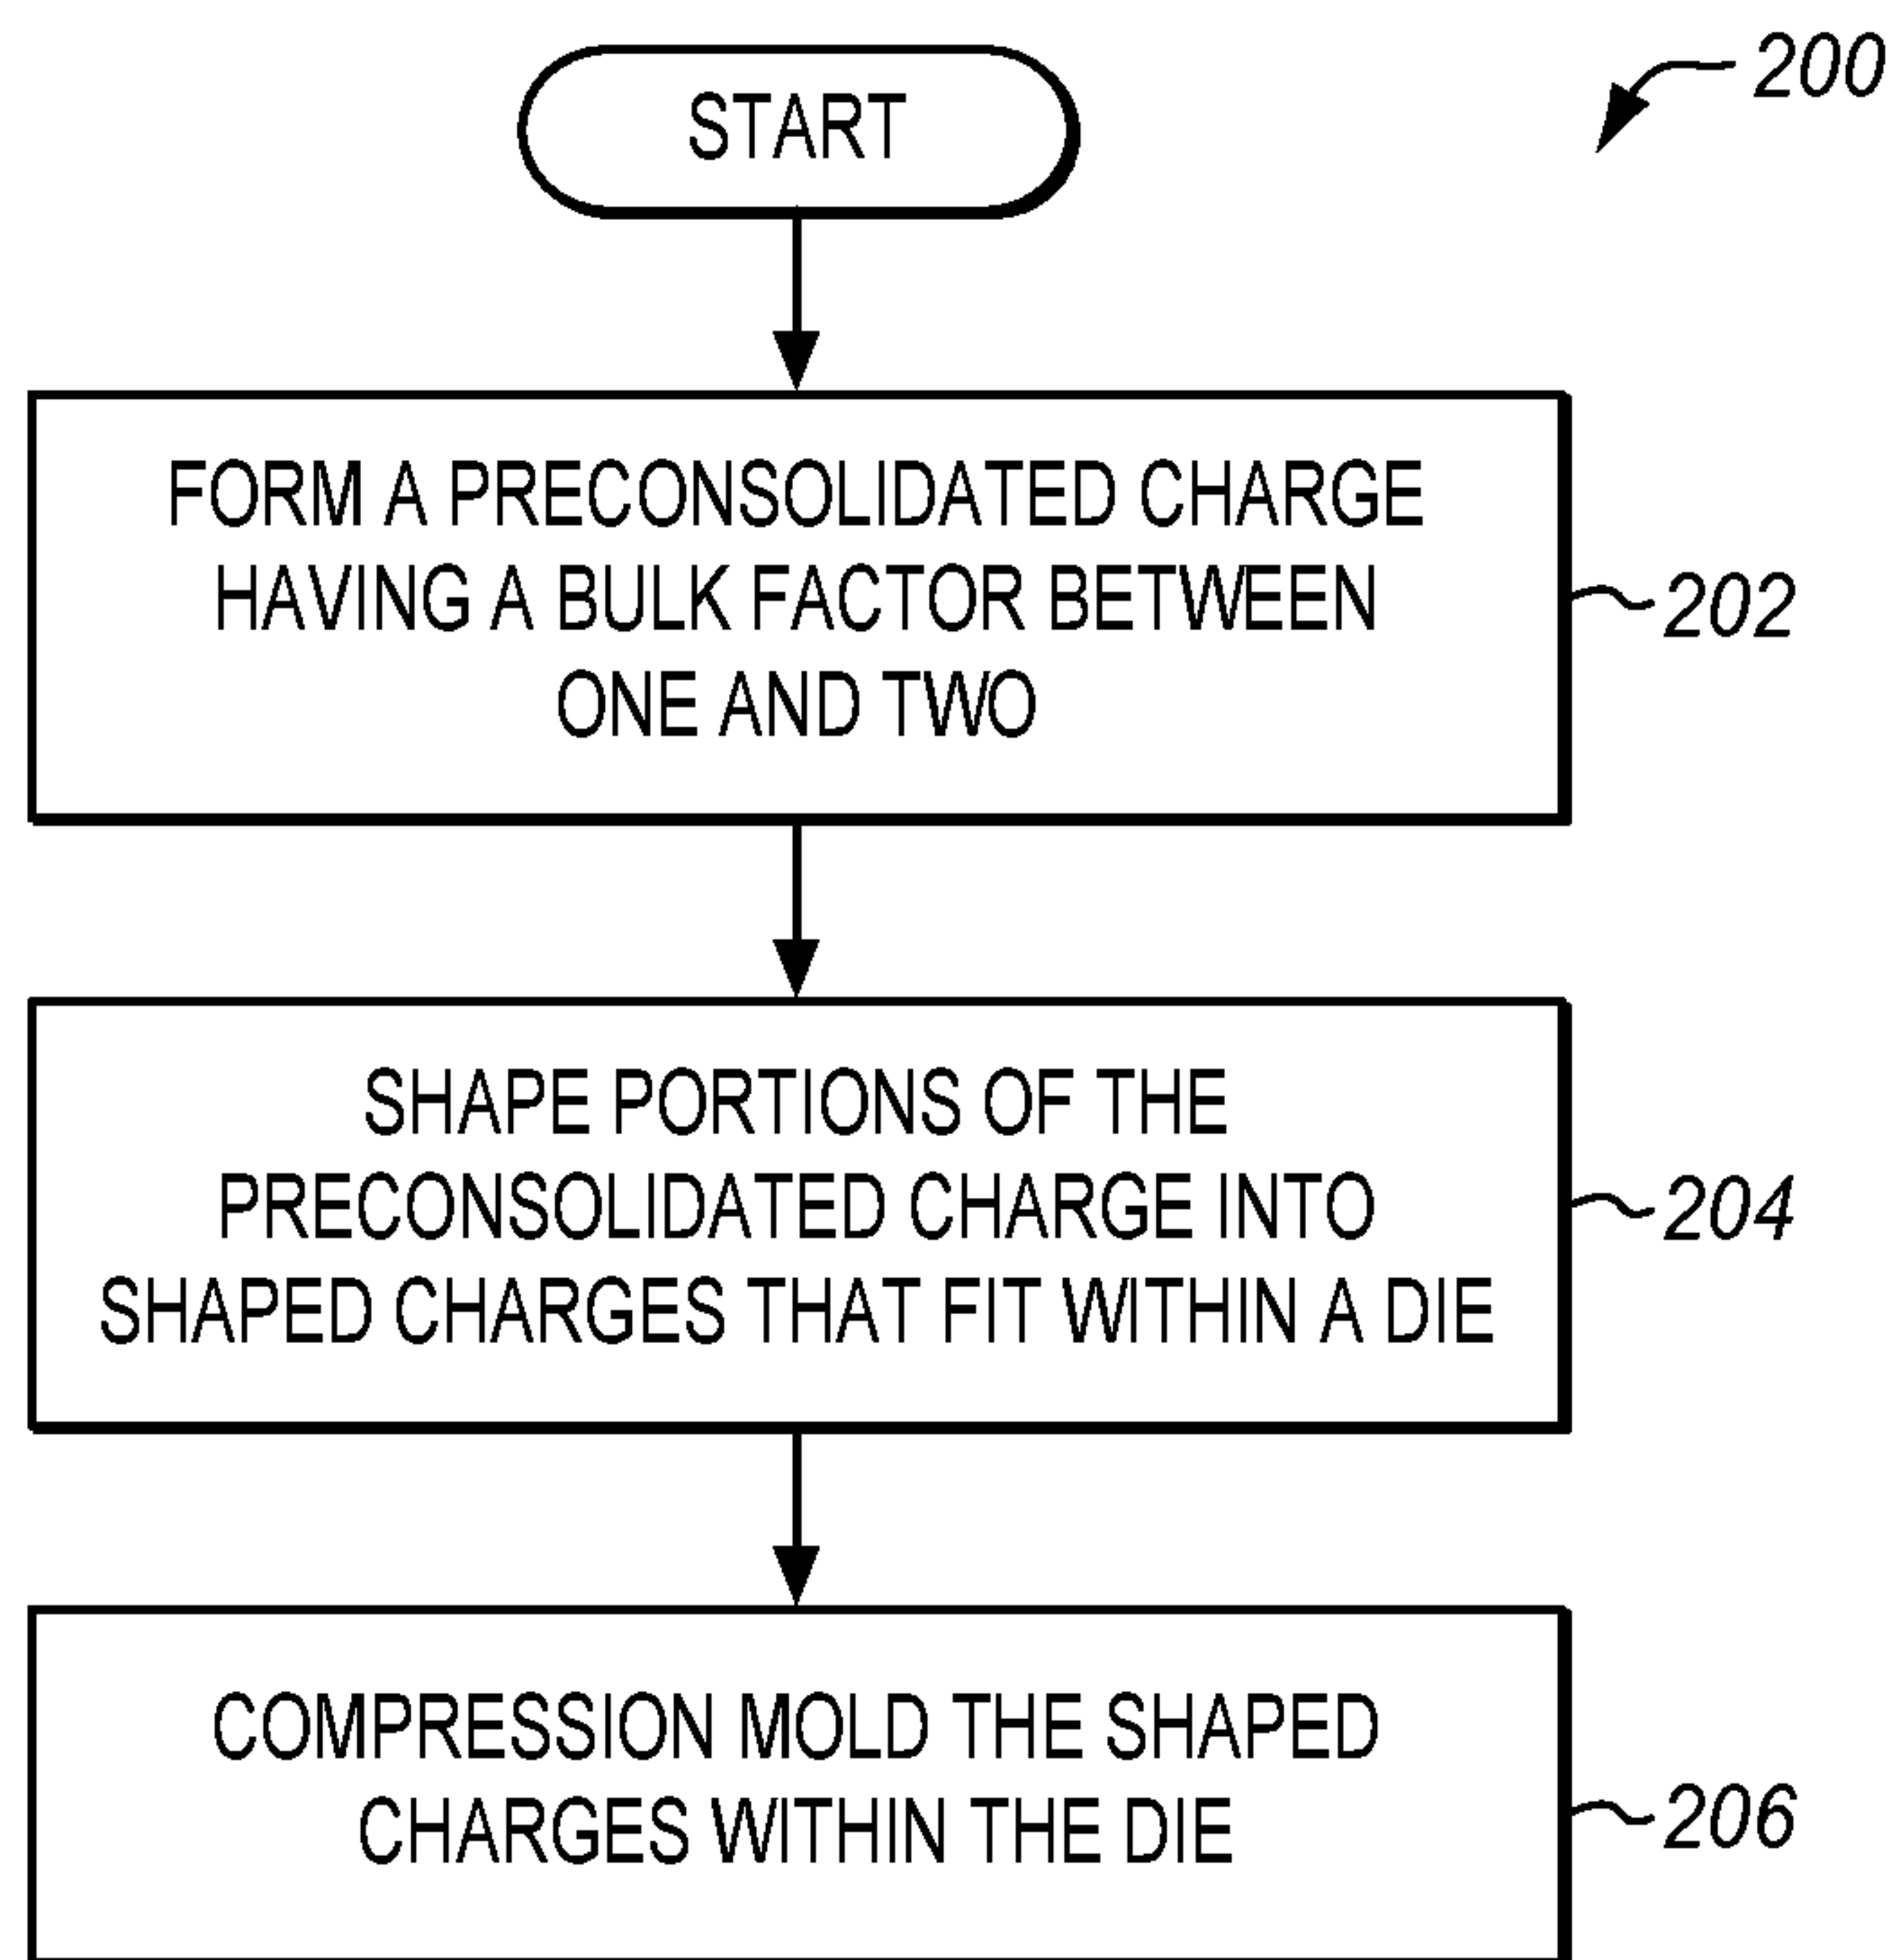 200
START
FORM A PRECONSOLIDATED CHARGE
HAVING A BULK FACTOR BETWEEN
ONE AND TWO
202
SHAPE PORTIONS OF THE
PRECONSOLIDATED CHARGE INTO
SHAPED CHARGES THAT FIT WITHIN A DIE
204
COMPRESSION MOLD THE SHAPED
CHARGES WITHIN THE DIE
206